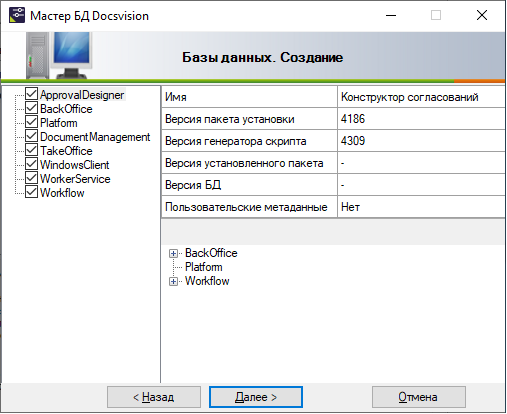 Мастер БД Docsvision
Базы данных. Создание
ApprovalDesigner
BackOffice
Platform
DocumentManagement
TakeOffice
WindowsClient
WorkerService
Workflow
Имя Конструктор согласований
Версия пакета установки 4186
Версия генератора скрипта 4309
Версия установленного пакета -
Версия БД -
Пользовательские метаданные Нет
BackOffice
Platform
Workflow
< Назад Далее > Отмена